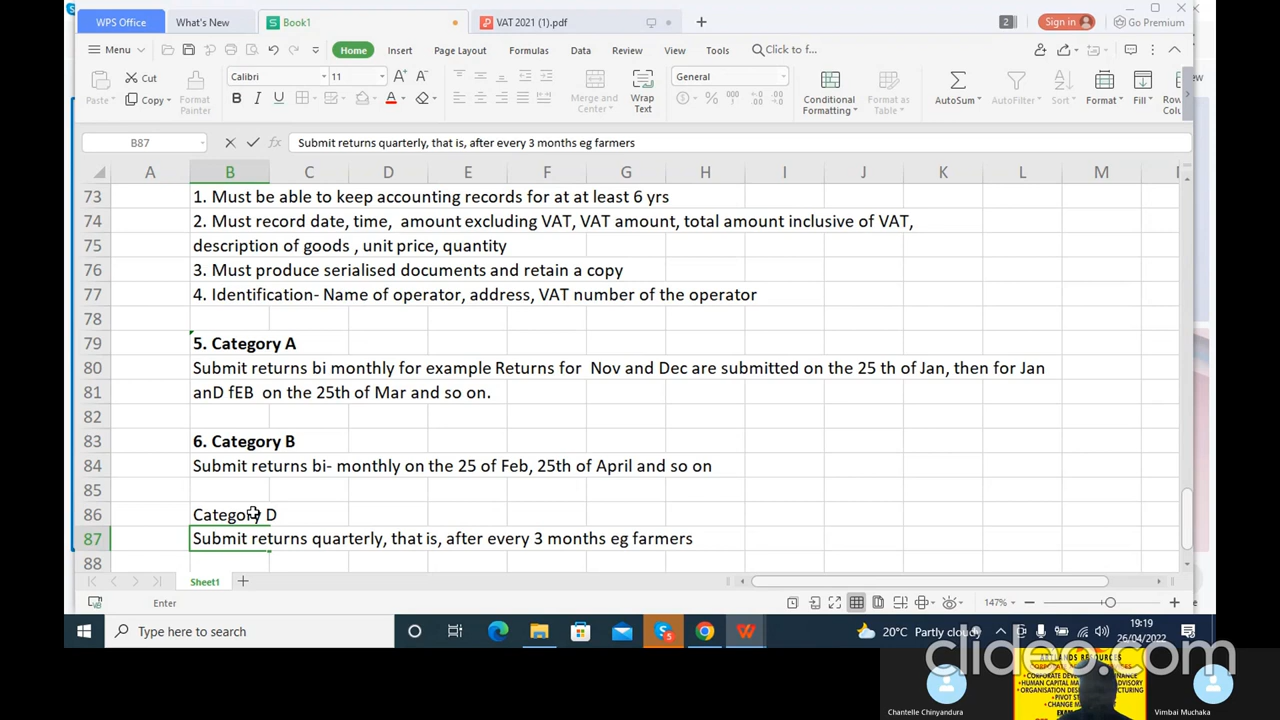 WPS Office What's New Book1 VAT 2021 (1).pdf 2 Sign in Go Premium
Menu Home Insert Page Layout Formulas Data Review View Tools Click to f...
Paste Cut Copy Format Painter Calibri 11 Merge and Center Wrap Text General Conditional Formatting Format as Table AutoSum AutoFilter Sort Format Fill
B87 Submit returns quarterly, that is, after every 3 months eg farmers
A B C D E F G H I J K L M
73 1. Must be able to keep accounting records for at at least 6 yrs
74 2. Must record date, time, amount excluding VAT, VAT amount, total amount inclusive of VAT,
75 description of goods , unit price, quantity
76 3. Must produce serialised documents and retain a copy
77 4. Identification- Name of operator, address, VAT number of the operator
78
79 5. Category A
80 Submit returns bi monthly for example Returns for Nov and Dec are submitted on the 25 th of Jan, then for Jan
81 anD fEB on the 25th of Mar and so on.
82
83 6. Category B
84 Submit returns bi- monthly on the 25 of Feb, 25th of April and so on
85
86 Category D
87 Submit returns quarterly, that is, after every 3 months eg farmers
88
Sheet1
Enter 147%
Type here to search 20°C Partly cloudy 19:19
26/04/2022
clideo.com
Chantelle Chinyandura Vimbai Muchaka